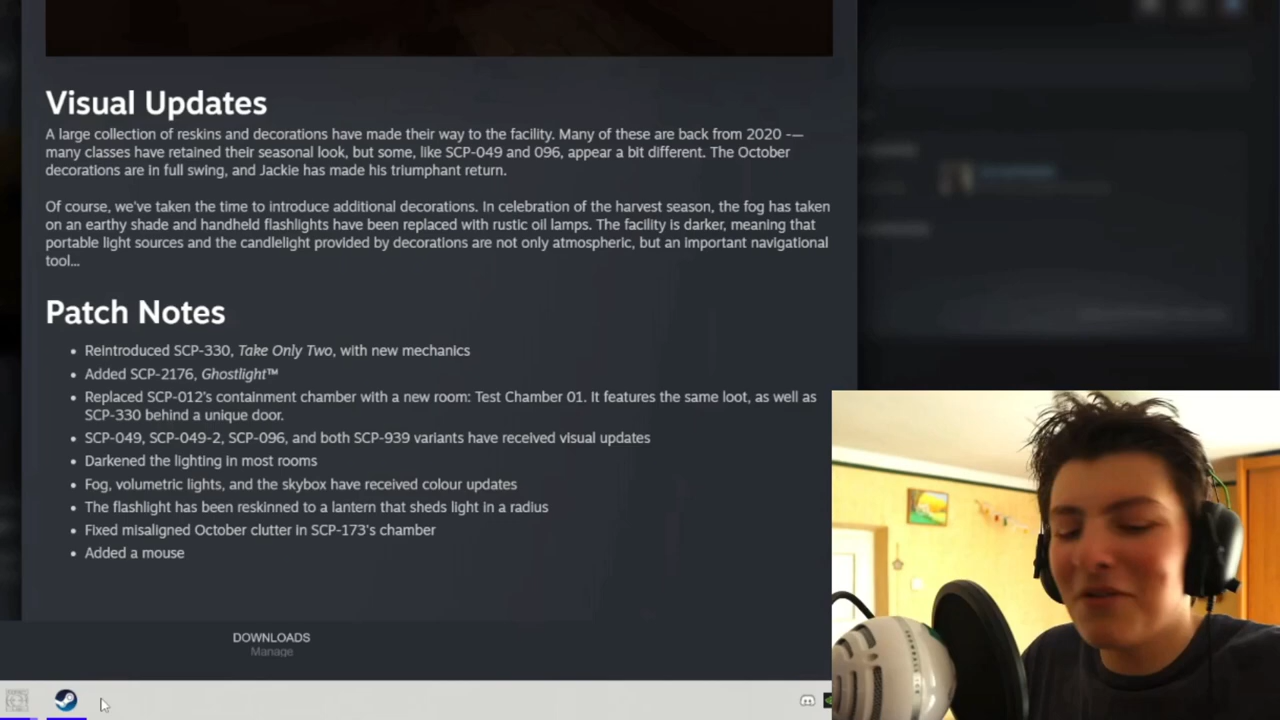 Visual Updates
A large collection of reskins and decorations have made their way to the facility. Many of these are back from 2020 -—
many classes have retained their seasonal look, but some, like SCP-049 and 096, appear a bit different. The October
decorations are in full swing, and Jackie has made his triumphant return.
Of course, we've taken the time to introduce additional decorations. In celebration of the harvest season, the fog has taken
on an earthy shade and handheld flashlights have been replaced with rustic oil lamps. The facility is darker, meaning that
portable light sources and the candlelight provided by decorations are not only atmospheric, but an important navigational
tool...
Patch Notes
• Reintroduced SCP-330, Take Only Two, with new mechanics
• Added SCP-2176, Ghostlight™
• Replaced SCP-012's containment chamber with a new room: Test Chamber 01. It features the same loot, as well as
SCP-330 behind a unique door.
• SCP-049, SCP-049-2, SCP-096, and both SCP-939 variants have received visual updates
• Darkened the lighting in most rooms
• Fog, volumetric lights, and the skybox have received colour updates
• The flashlight has been reskinned to a lantern that sheds light in a radius
• Fixed misaligned October clutter in SCP-173's chamber
• Added a mouse
DOWNLOADS
Manage